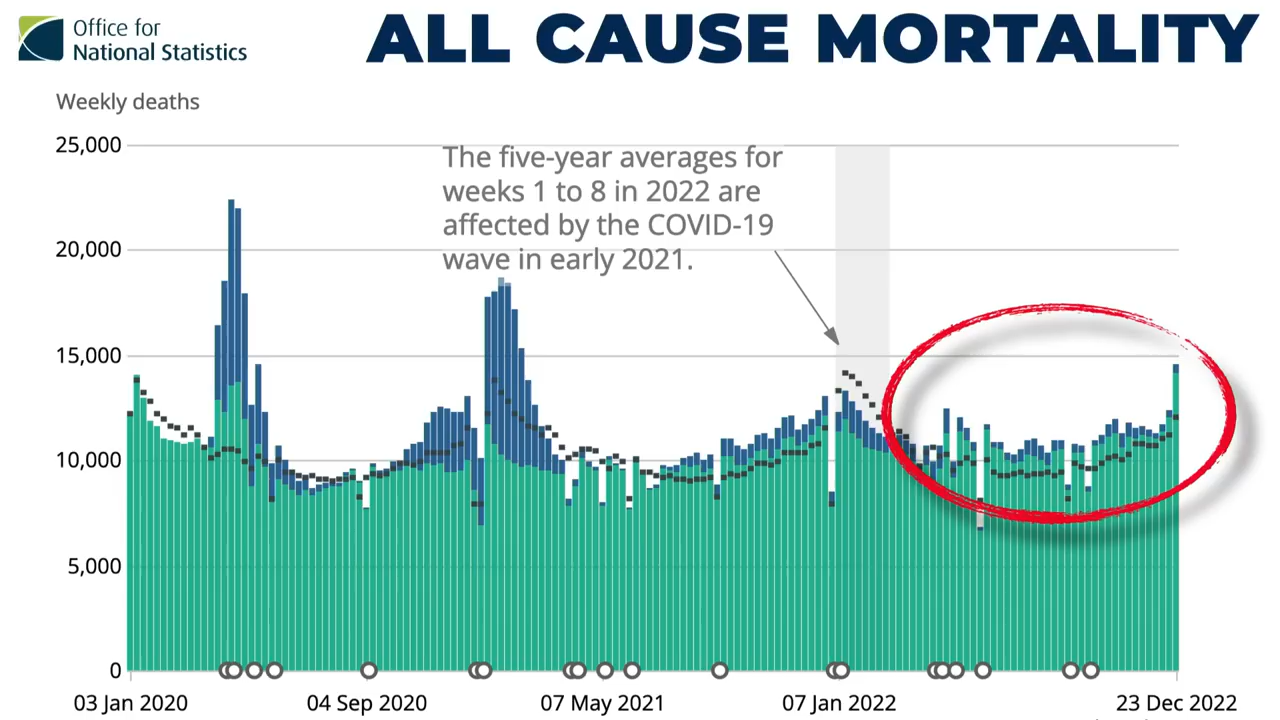 Office for
National Statistics
ALL CAUSE MORTALITY
Weekly deaths
25,000
The five-year averages for
weeks 1 to 8 in 2022 are
affected by the COVID-19
wave in early 2021.
20,000
15,000
10,000
5,000
0
03 Jan 2020
04 Sep 2020
07 May 2021
07 Jan 2022
23 Dec 2022